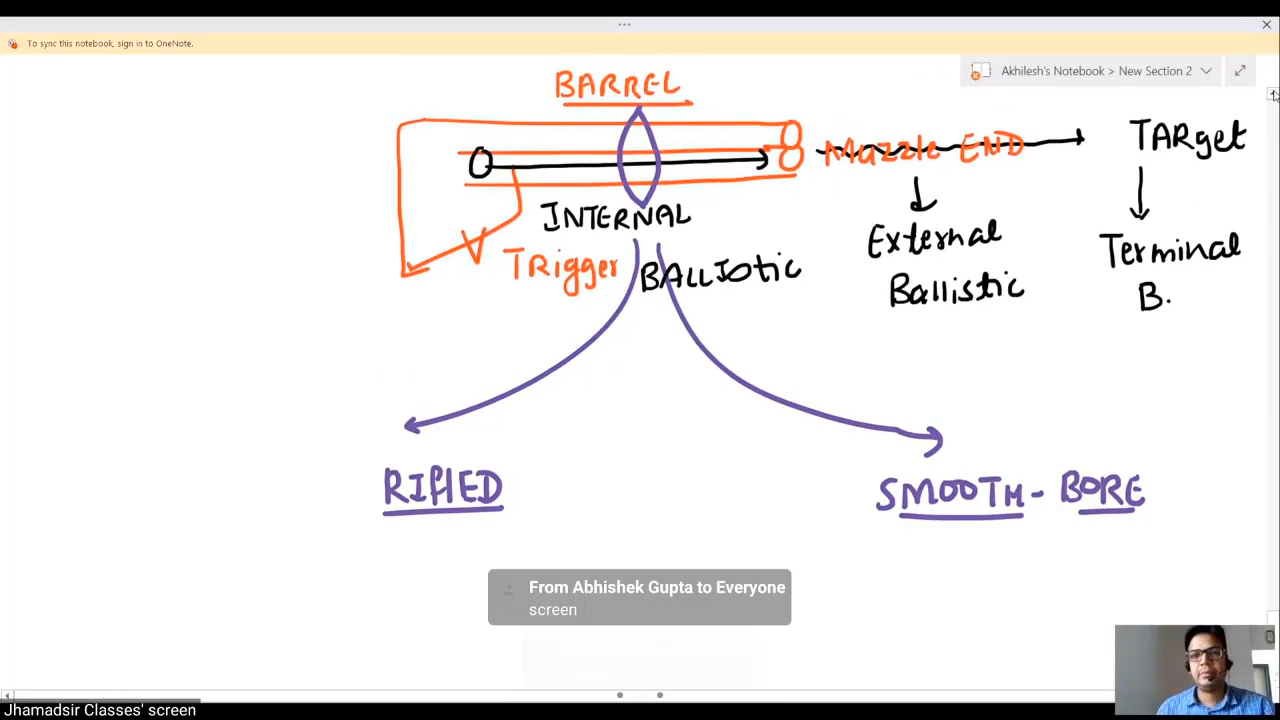 To sync this notebook, sign in to OneNote.
Akhilesh's Notebook > New Section 2
BARREL
Muzzle END
TARget
INTERNAL
BALLISTIC
TRigger
External
Ballistic
Terminal
B.
RIFlED
SMOOTH-BORE
From Abhishek Gupta to Everyone
screen
Jhamadsir Classes' screen